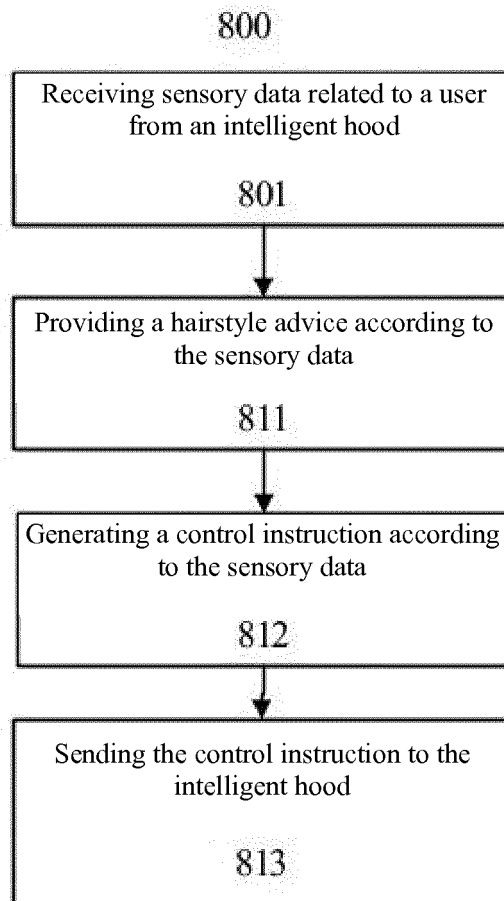 800
Receiving sensory data related to a user
from an intelligent hood
801
Providing a hairstyle advice according to
the sensory data
811
Generating a control instruction according
to the sensory data
812
Sending the control instruction to the
intelligent hood
813